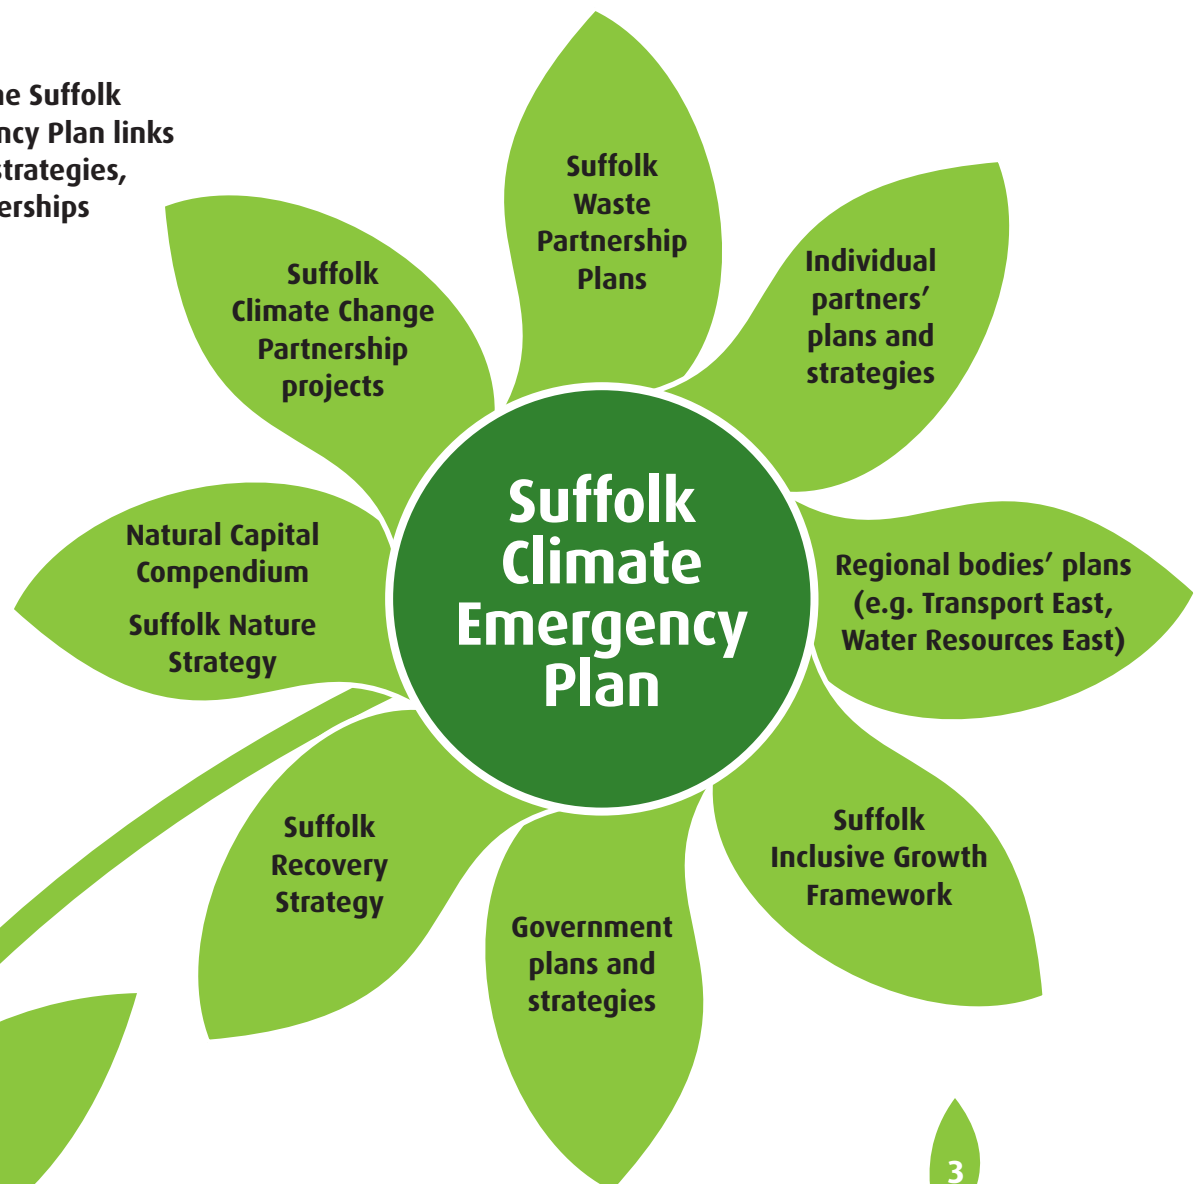 Suffolk
ncy Plan links
strategies,
erships
Suffolk
Waste
Partnership
Plans
Individual
partners'
plans and
strategies
Suffolk
Climate Change
Partnership
projects
Suffolk
Climate
Emergency
Plan
Natural Capital
Compendium
Suffolk Nature
Strategy
Regional bodies' plans
(e.g. Transport East,
Water Resources East)
Suffolk
Recovery
Strategy
Government
plans and
strategies
Suffolk
Inclusive Growth
Framework
3